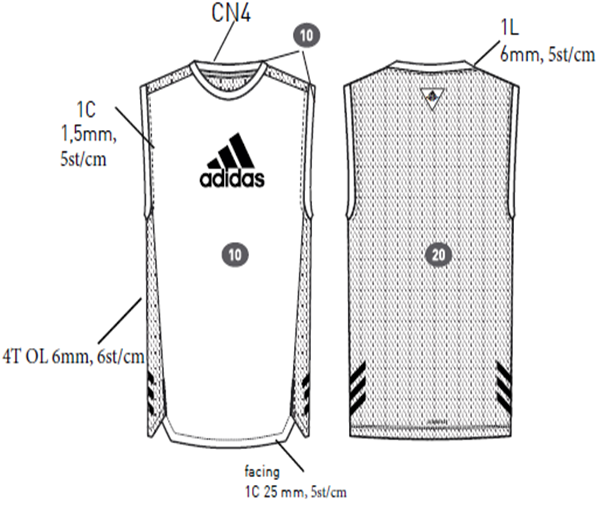 CN4
10
1L
6mm, 5st/cm
1C
1,5mm,
5st/cm
adidas
10
20
4T OL 6mm, 6st/cm
facing
1C 25 mm, 5st/cm